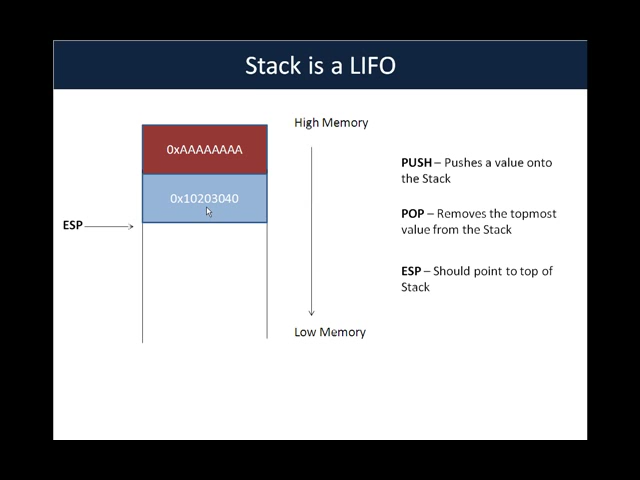 Stack is a LIFO
High Memory
0xAAAAAAAA
PUSH – Pushes a value onto
the Stack
0x10203040
POP – Removes the topmost
value from the Stack
ESP
ESP – Should point to top of
Stack
Low Memory